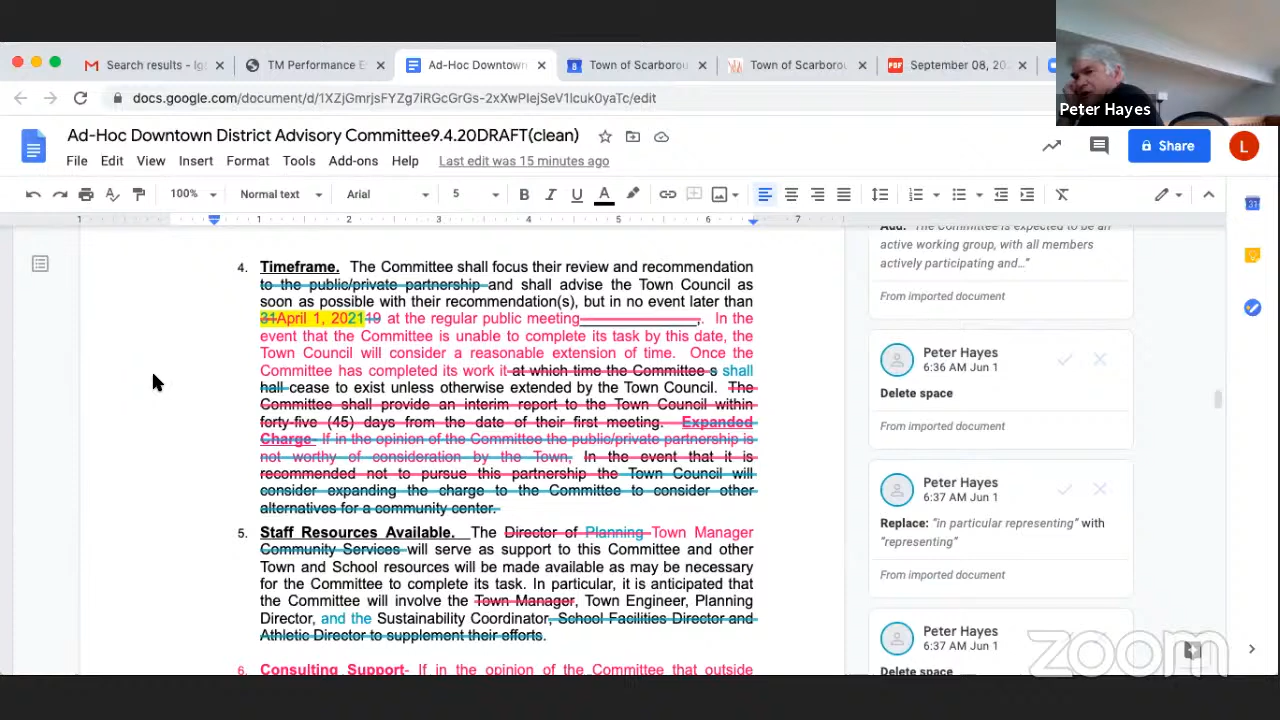 Search results - Ig
TM Performance E
Ad-Hoc Downtown
Town of Scarborou
Town of Scarborou
September 08, 20
Peter Hayes
docs.google.com/document/d/
Ad-Hoc Downtown District Advisory Committee9.4.20DRAFT(clean)
File Edit View Insert Format Tools Add-ons Help Last edit was 15 minutes ago
Share
L
100% Normal text Arial 5 B I U A
1 1 2 3 4 5 6 7
4. Timeframe. The Committee shall focus their review and recommendation
to the public/private partnership and shall advise the Town Council as
soon as possible with their recommendation(s), but in no event later than
31April 1, 202119 at the regular public meeting . In the
event that the Committee is unable to complete its task by this date, the
Town Council will consider a reasonable extension of time. Once the
Committee has completed its work it at which time the Committee s shall
hall cease to exist unless otherwise extended by the Town Council. The
Committee shall provide an interim report to the Town Council within
forty-five (45) days from the date of their first meeting. Expanded
Charge- If in the opinion of the Committee the public/private partnership is
not worthy of consideration by the Town, In the event that it is
recommended not to pursue this partnership the Town Council will
consider expanding the charge to the Committee to consider other
alternatives for a community center.
5. Staff Resources Available. The Director of Planning Town Manager
Community Services will serve as support to this Committee and other
Town and School resources will be made available as may be necessary
for the Committee to complete its task. In particular, it is anticipated that
the Committee will involve the Town Manager, Town Engineer, Planning
Director, and the Sustainability Coordinator, School Facilities Director and
Athletic Director to supplement their efforts.
6. Consulting Support- If in the opinion of the Committee that outside
Add: "The Committee is expected to be an
active working group, with all members
actively participating and…"
From imported document
Peter Hayes
6:36 AM Jun 1
Delete space
From imported document
Peter Hayes
6:37 AM Jun 1
Replace: "in particular representing" with
"representing"
From imported document
Peter Hayes
6:37 AM Jun 1
Delete space
zoom